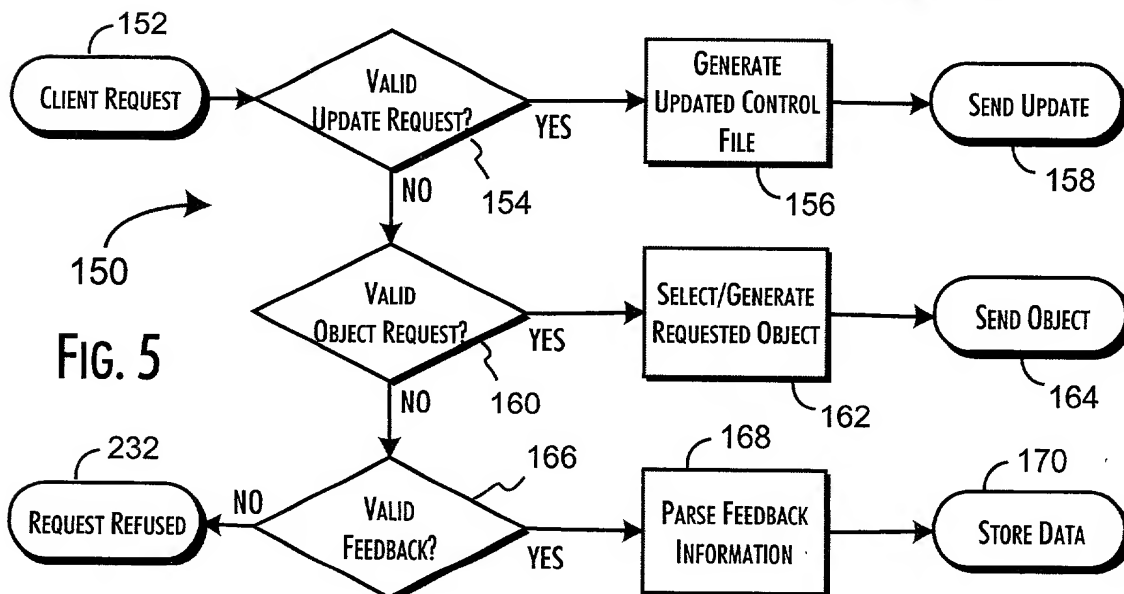 152
CLIENT REQUEST
VALID
UPDATE REQUEST?
YES
NO
154
GENERATE
UPDATED CONTROL
FILE
156
SEND UPDATE
158
150
FIG. 5
VALID
OBJECT REQUEST?
YES
NO
160
SELECT/GENERATE
REQUESTED OBJECT
162
SEND OBJECT
164
232
REQUEST REFUSED
NO
VALID
FEEDBACK?
166
YES
168
PARSE FEEDBACK
INFORMATION
170
STORE DATA